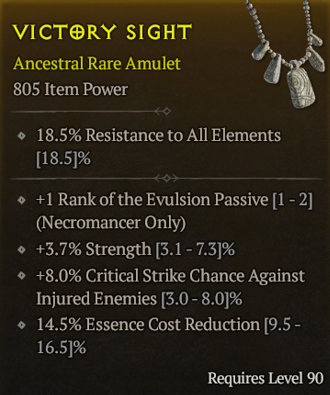 VICTORY SIGHT
Ancestral Rare Amulet
805 Item Power
18.5% Resistance to All Elements
[18.5]%
+1 Rank of the Evulsion Passive [1 - 2]
(Necromancer Only)
+3.7% Strength [3.1 - 7.3]%
+8.0% Critical Strike Chance Against
Injured Enemies [3.0 - 8.0]%
14.5% Essence Cost Reduction [9.5 -
16.5]%
Requires Level 90